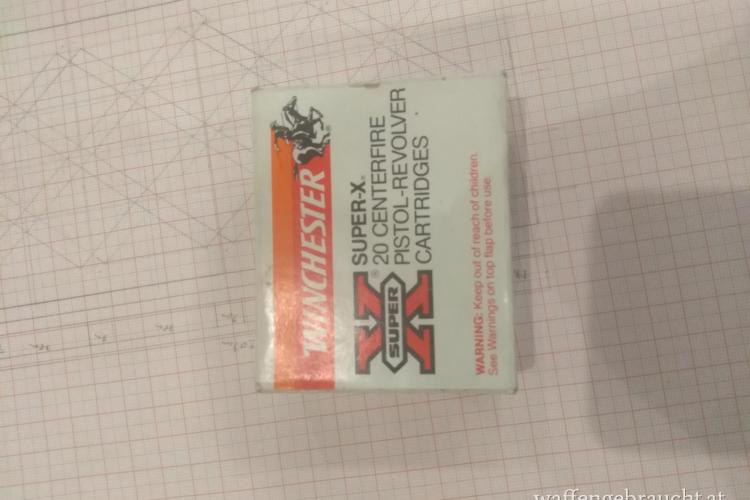 WINCHESTER
SUPER-X®
20 CENTERFIRE
PISTOL-REVOLVER
CARTRIDGES
SUPER X®
WARNING: Keep out of reach of children.
See Warnings on top flap before use.
waffengebraucht.at